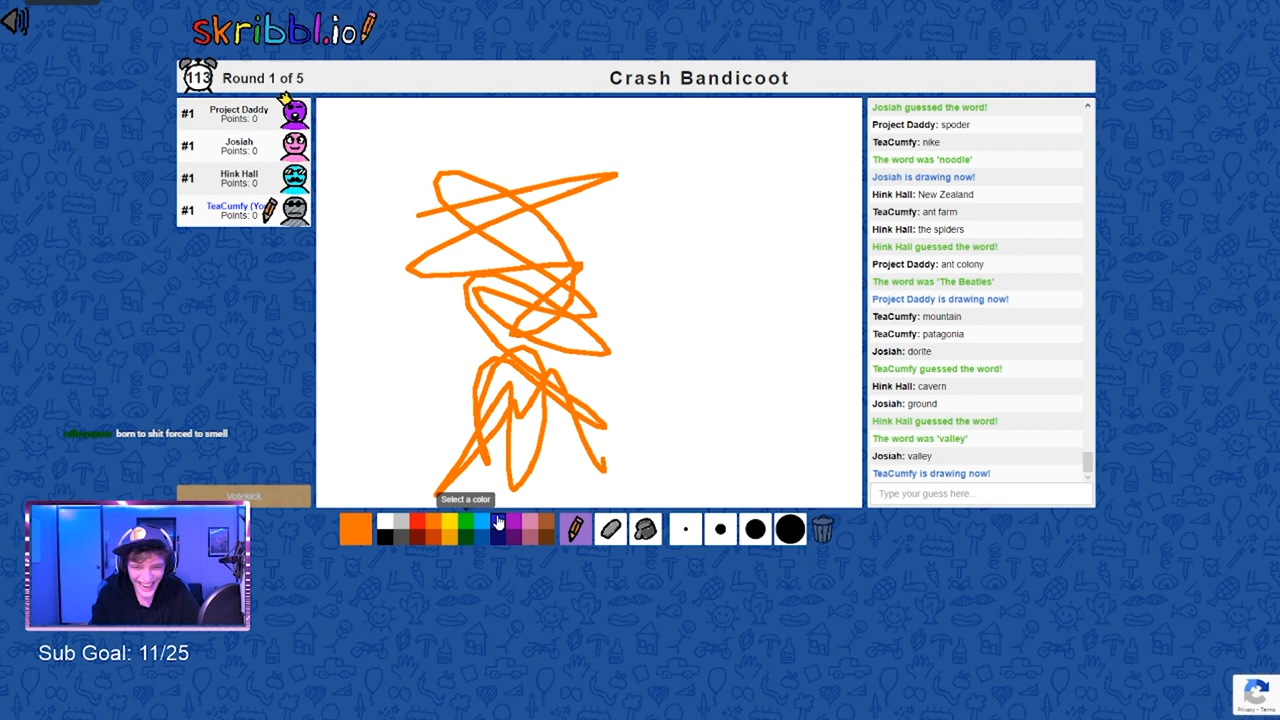 skribbl.io
113
Round 1 of 5
Crash Bandicoot
#1
Project Daddy
Points: 0
#1
Josiah
Points: 0
#1
Hink Hall
Points: 0
#1
TeaCumfy (Yo
Points: 0
Josiah guessed the word!
Project Daddy: spoder
TeaCumfy: nike
The word was 'noodle'
Josiah is drawing now!
Hink Hall: New Zealand
TeaCumfy: ant farm
Hink Hall: the spiders
Hink Hall guessed the word!
Project Daddy: ant colony
The word was 'The Beatles'
Project Daddy is drawing now!
TeaCumfy: mountain
TeaCumfy: patagonia
Josiah: dorite
TeaCumfy guessed the word!
Hink Hall: cavern
Josiah: ground
Hink Hall guessed the word!
The word was 'valley'
Josiah: valley
TeaCumfy is drawing now!
Type your guess here...
born to shit forced to smell
Votekick
Select a color
Sub Goal: 11/25
Privacy - Terms